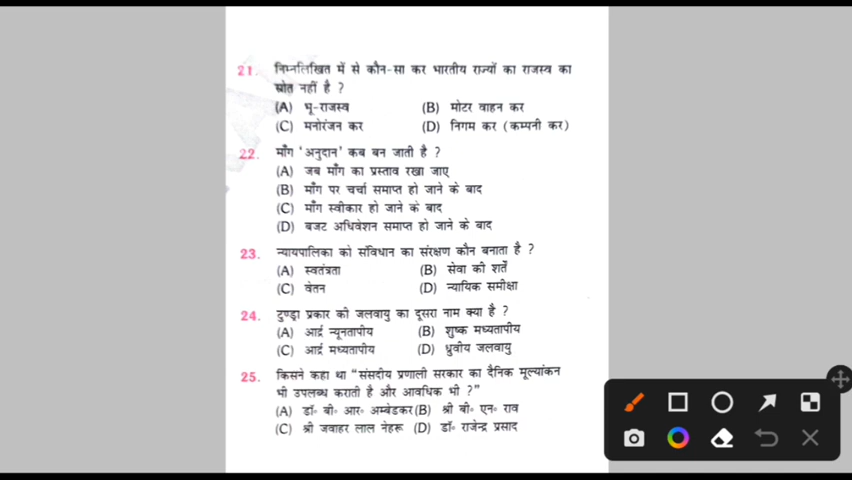 21. निम्नलिखित में से कौन-सा कर भारतीय राज्यों का राजस्व का
स्रोत नहीं है ?
(A) भू-राजस्व (B) मोटर वाहन कर
(C) मनोरंजन कर (D) निगम कर (कम्पनी कर)
22. माँग 'अनुदान' कब बन जाती है ?
(A) जब माँग का प्रस्ताव रखा जाए
(B) माँग पर चर्चा समाप्त हो जाने के बाद
(C) माँग स्वीकार हो जाने के बाद
(D) बजट अधिवेशन समाप्त हो जाने के बाद
23. न्यायपालिका को संविधान का संरक्षण कौन बनाता है ?
(A) स्वतंत्रता (B) सेवा की शर्तें
(C) वेतन (D) न्यायिक समीक्षा
24. टुण्ड्रा प्रकार की जलवायु का दूसरा नाम क्या है ?
(A) आर्द्र न्यूनतापीय (B) शुष्क मध्यतापीय
(C) आर्द्र मध्यतापीय (D) ध्रुवीय जलवायु
25. किसने कहा था "संसदीय प्रणाली सरकार का दैनिक मूल्यांकन
भी उपलब्ध कराती है और आवधिक भी ?"
(A) डॉ॰ बी॰ आर॰ अम्बेडकर (B) श्री बी॰ एन॰ राव
(C) श्री जवाहर लाल नेहरू (D) डॉ॰ राजेन्द्र प्रसाद